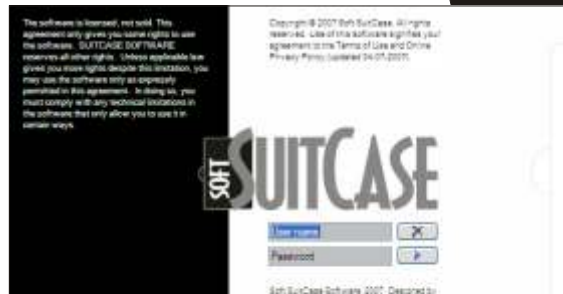 The software is licensed, not sold. This
agreement only gives you some rights to use
the software. SUITCASE SOFTWARE
reserves all other rights. Unless applicable law
gives you more rights despite this limitation, you
may use the software only as expressly
permitted in this agreement. In doing so, you
must comply with any technical limitations in
the software that only allow you to use it in
certain ways.
Copyright © 2007 Soft SuitCase. All rights
reserved. Use of this software signifies your
agreement to the Terms of Use and Online
Privacy Policy (updated 04-07-2007).
SOFT SUITCASE
User name
Password
Soft SuitCase Software, 2007. Designed by